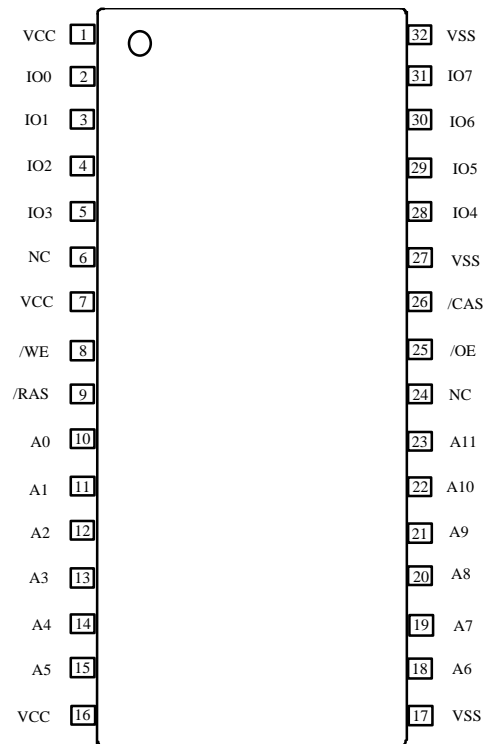 VCC 1 32 VSS
IO0 2 31 IO7
IO1 3 30 IO6
IO2 4 29 IO5
IO3 5 28 IO4
NC 6 27 VSS
VCC 7 26 /CAS
/WE 8 25 /OE
/RAS 9 24 NC
A0 10 23 A11
A1 11 22 A10
A2 12 21 A9
A3 13 20 A8
A4 14 19 A7
A5 15 18 A6
VCC 16 17 VSS